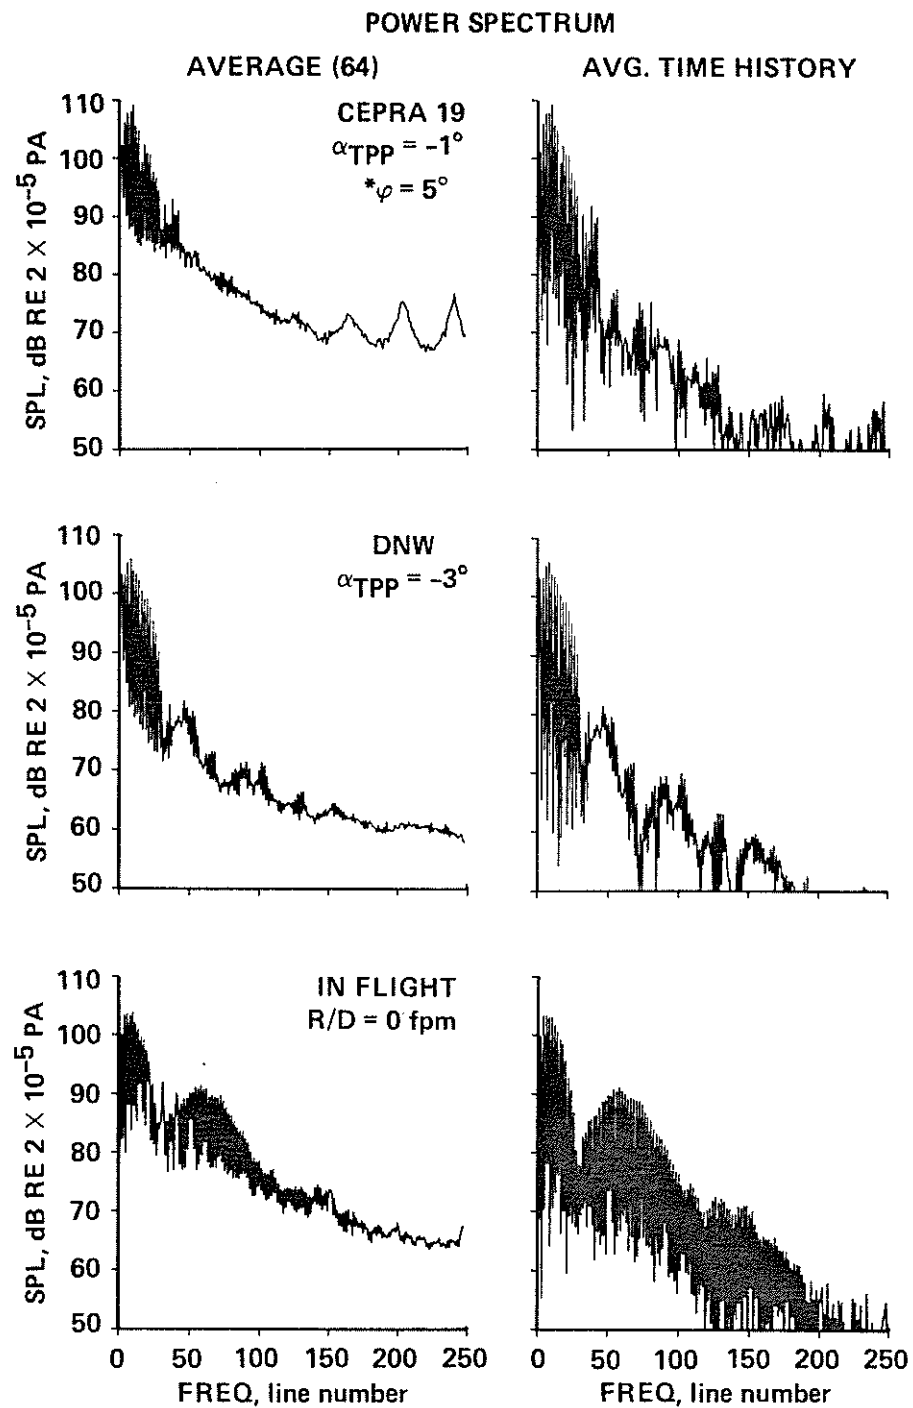 POWER SPECTRUM
AVERAGE (64)
AVG. TIME HISTORY
CEPRA 19
αTPP = –1°
*φ = 5°
SPL, dB RE 2 × 10–5 PA
110
100
90
80
70
60
50
DNW
αTPP = –3°
SPL, dB RE 2 × 10–5 PA
110
100
90
80
70
60
50
IN FLIGHT
R/D = 0 fpm
SPL, dB RE 2 × 10–5 PA
110
100
90
80
70
60
50
0 50 100 150 200 250
0 50 100 150 200 250
FREQ, line number
FREQ, line number